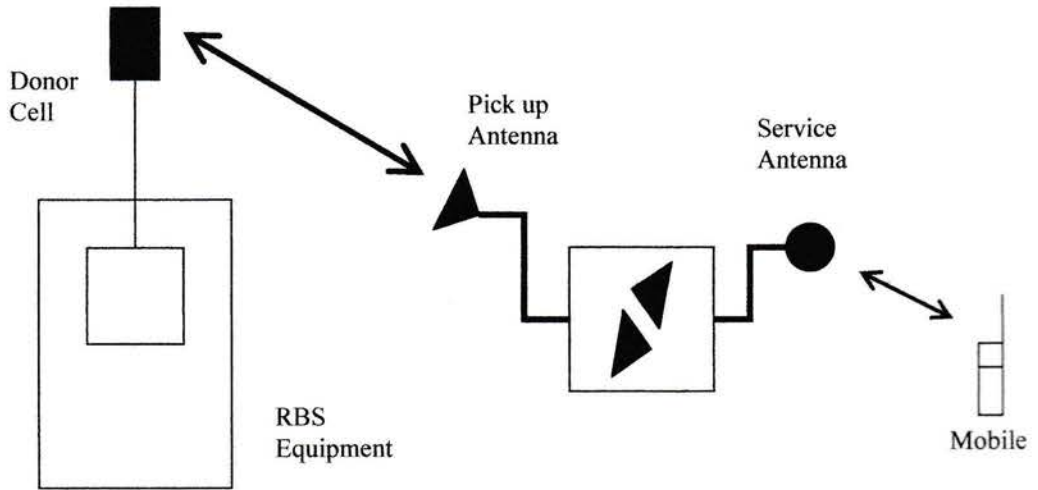 Donor
Cell
Pick up
Antenna
Service
Antenna
RBS
Equipment
Mobile